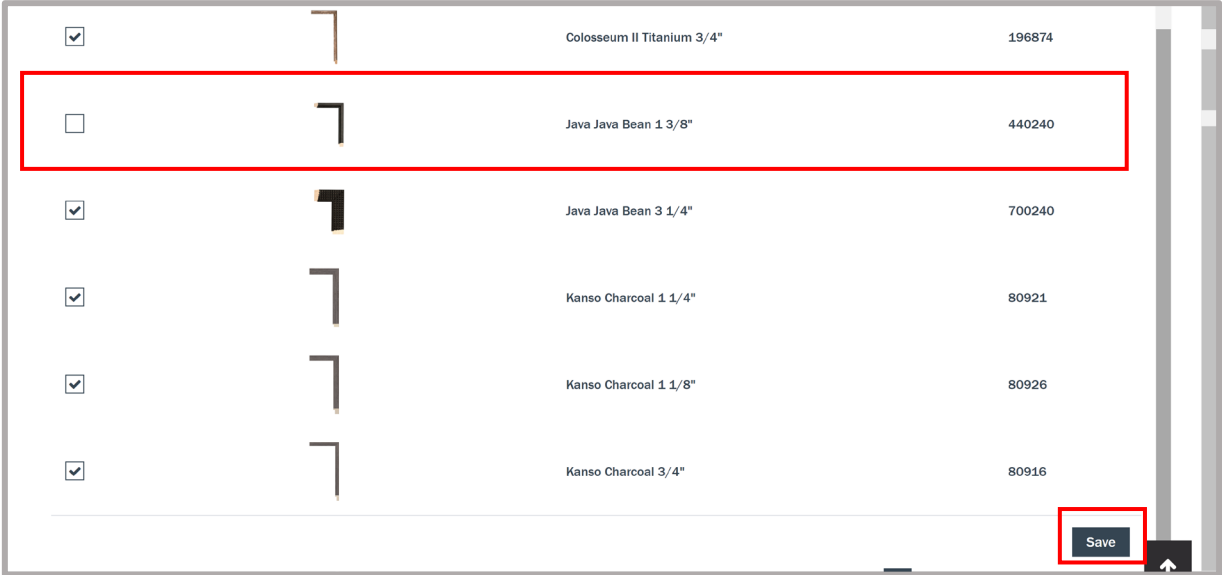 Colosseum II Titanium 3/4" 196874
Java Java Bean 1 3/8" 440240
Java Java Bean 3 1/4" 700240
Kanso Charcoal 1 1/4" 80921
Kanso Charcoal 1 1/8" 80926
Kanso Charcoal 3/4" 80916
Save